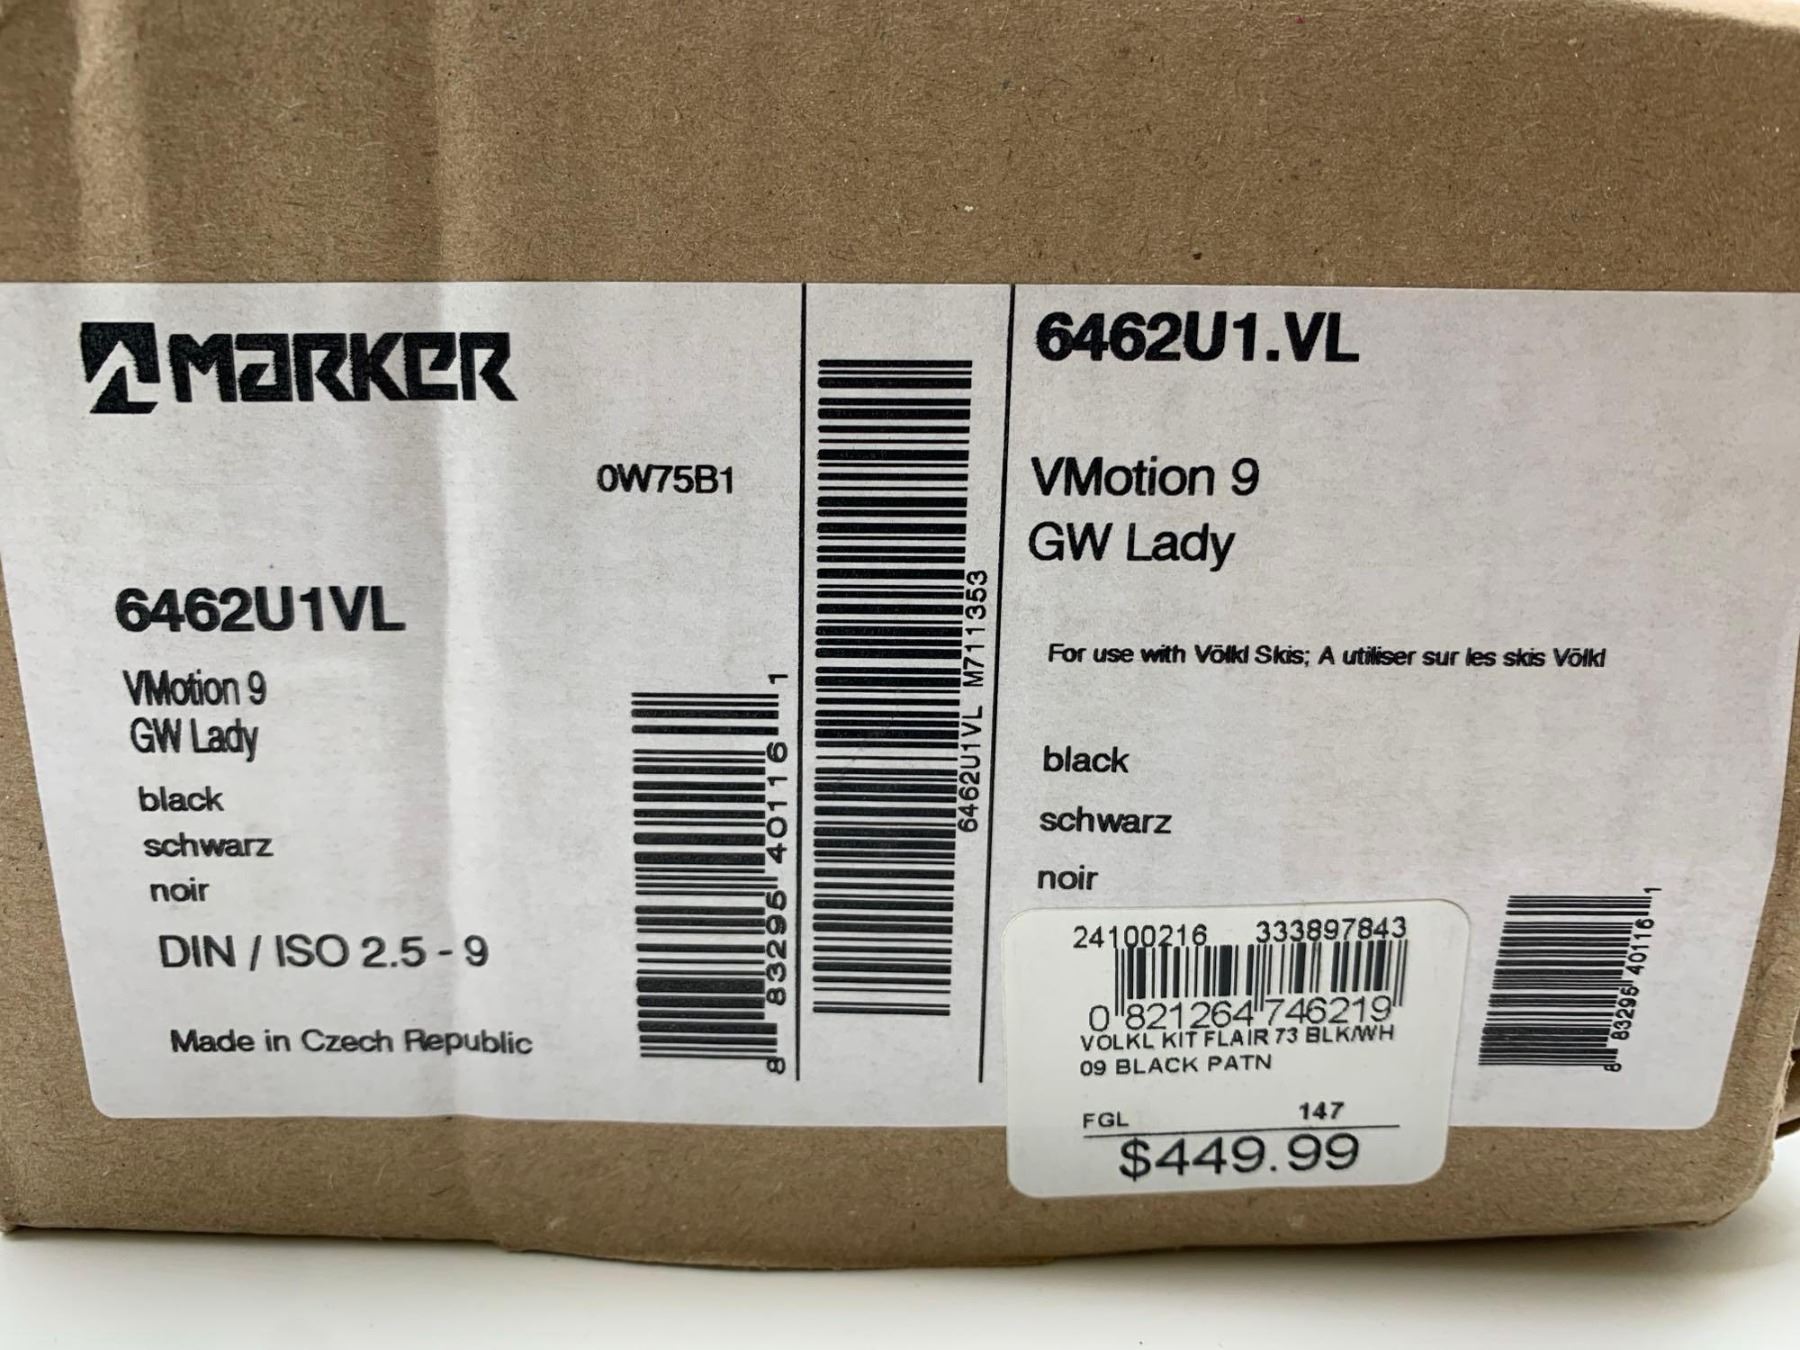 MARKER
0W75B1
6462U1VL
VMotion 9
GW Lady
black
schwarz
noir
DIN / ISO 2.5 - 9
Made in Czech Republic
8 83295 40116 1
6462U1VL M711353
6462U1.VL
VMotion 9
GW Lady
For use with Völkl Skis; A utiliser sur les skis Völkl
black
schwarz
noir
8 83295 40116 1
24100216 333897843
0 821264 746219
VOLKL KIT FLAIR 73 BLK/WH
09 BLACK PATN
FGL 147
$449.99